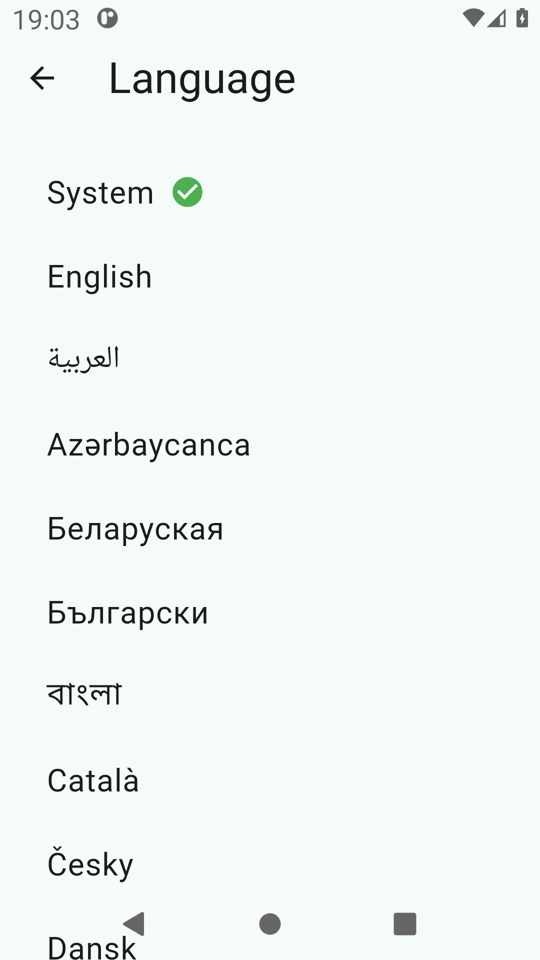 19:03
Language
System
English
العربية
Azərbaycanca
Беларуская
Български
বাংলা
Català
Česky
Dansk